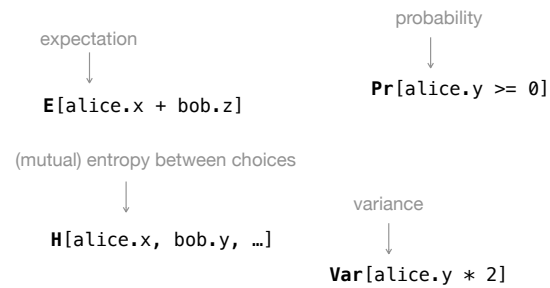 probability
expectation
Pr[alice.y >= 0]
E[alice.x + bob.z]
(mutual) entropy between choices
variance
H[alice.x, bob.y, …]
Var[alice.y * 2]